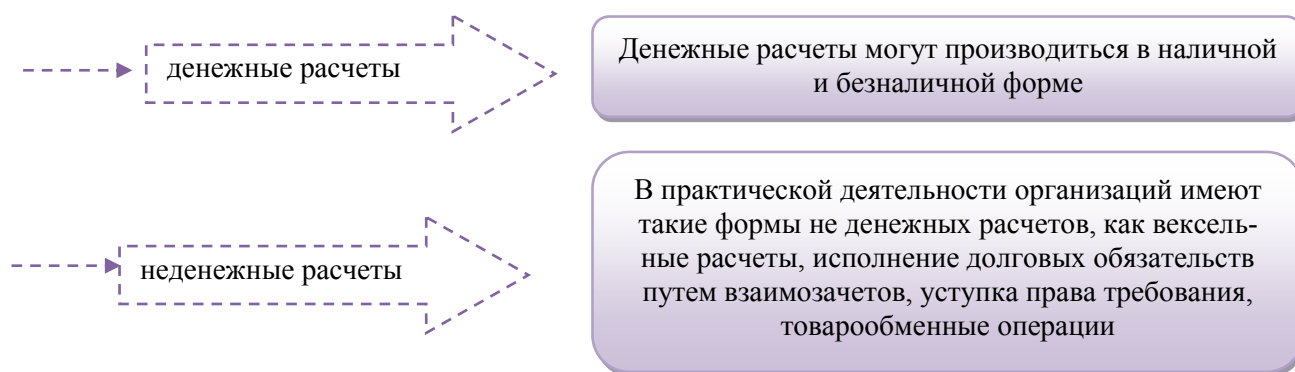 денежные расчеты
Денежные расчеты могут производиться в наличной
и безналичной форме
неденежные расчеты
В практической деятельности организаций имеют
такие формы не денежных расчетов, как вексель-
ные расчеты, исполнение долговых обязательств
путем взаимозачетов, уступка права требования,
товарообменные операции